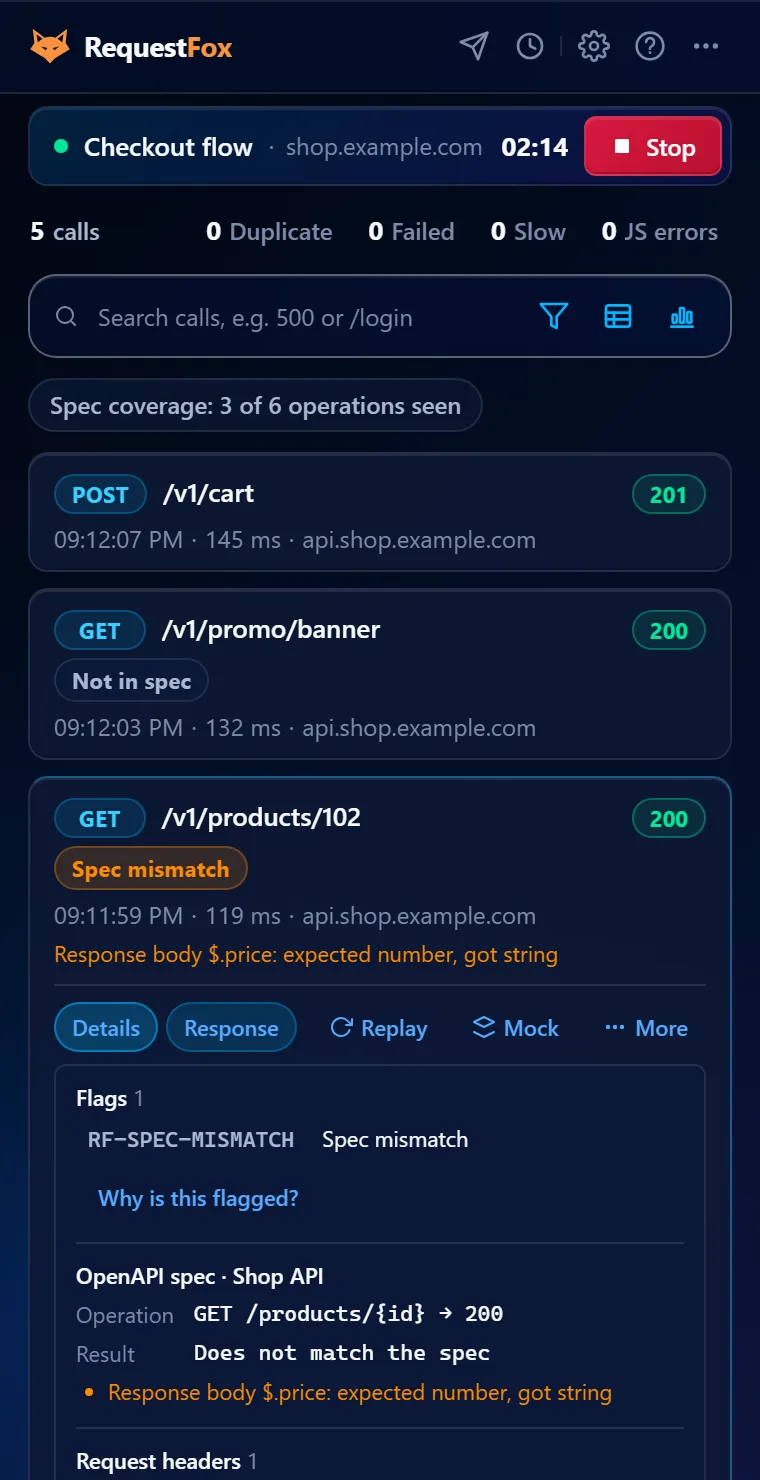 RequestFox
Checkout flow · shop.example.com 02:14 Stop
5 calls 0 Duplicate 0 Failed 0 Slow 0 JS errors
Search calls, e.g. 500 or /login
Spec coverage: 3 of 6 operations seen
POST /v1/cart 201
09:12:07 PM · 145 ms · api.shop.example.com
GET /v1/promo/banner 200
Not in spec
09:12:03 PM · 132 ms · api.shop.example.com
GET /v1/products/102 200
Spec mismatch
09:11:59 PM · 119 ms · api.shop.example.com
Response body $.price: expected number, got string
Details Response Replay Mock More
Flags 1
RF-SPEC-MISMATCH Spec mismatch
Why is this flagged?
OpenAPI spec · Shop API
Operation GET /products/{id} → 200
Result Does not match the spec
• Response body $.price: expected number, got string
Request headers 1